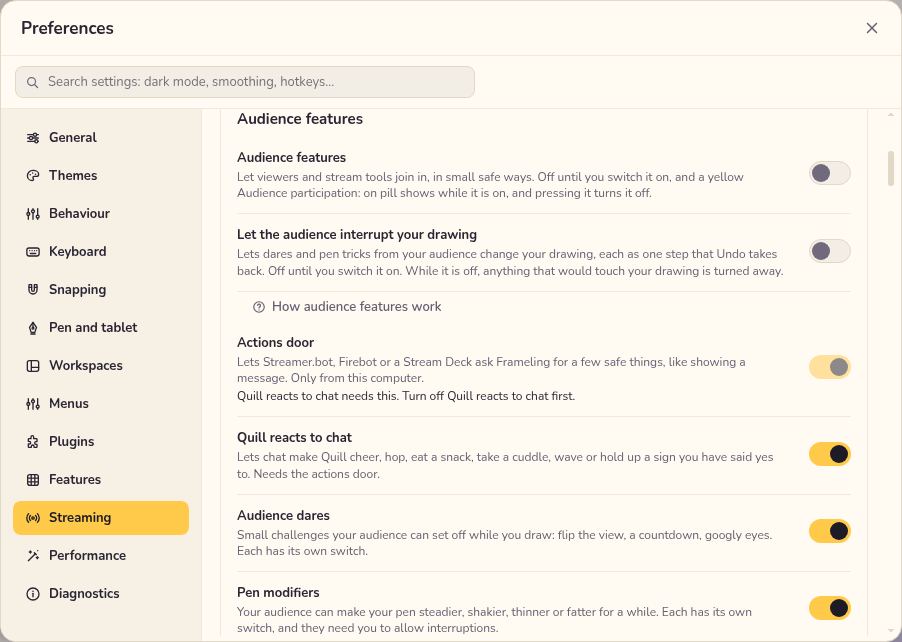 Preferences
Search settings: dark mode, smoothing, hotkeys...
General
Themes
Behaviour
Keyboard
Snapping
Pen and tablet
Workspaces
Menus
Plugins
Features
Streaming
Performance
Diagnostics
Audience features
Audience features
Let viewers and stream tools join in, in small safe ways. Off until you switch it on, and a yellow
Audience participation: on pill shows while it is on, and pressing it turns it off.
Let the audience interrupt your drawing
Lets dares and pen tricks from your audience change your drawing, each as one step that Undo takes
back. Off until you switch it on. While it is off, anything that would touch your drawing is turned away.
How audience features work
Actions door
Lets Streamer.bot, Firebot or a Stream Deck ask Frameling for a few safe things, like showing a
message. Only from this computer.
Quill reacts to chat needs this. Turn off Quill reacts to chat first.
Quill reacts to chat
Lets chat make Quill cheer, hop, eat a snack, take a cuddle, wave or hold up a sign you have said yes
to. Needs the actions door.
Audience dares
Small challenges your audience can set off while you draw: flip the view, a countdown, googly eyes.
Each has its own switch.
Pen modifiers
Your audience can make your pen steadier, shakier, thinner or fatter for a while. Each has its own
switch, and they need you to allow interruptions.